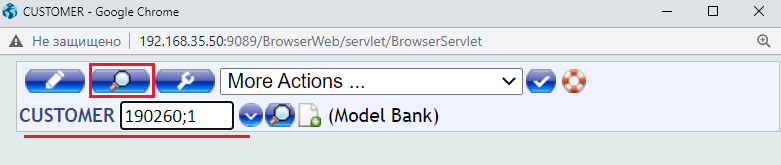 CUSTOMER - Google Chrome
Не защищено 192.168.35.50:9089/BrowserWeb/servlet/BrowserServlet
More Actions ...
CUSTOMER 190260;1 (Model Bank)